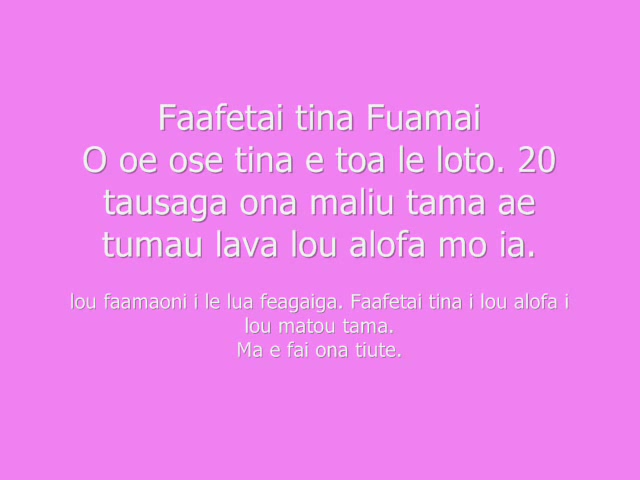 Faafetai tina Fuamai
O oe ose tina e toa le loto. 20
tausaga ona maliu tama ae
tumau lava lou alofa mo ia.
lou faamaoni i le lua feagaiga. Faafetai tina i lou alofa i
lou matou tama.
Ma e fai ona tiute.